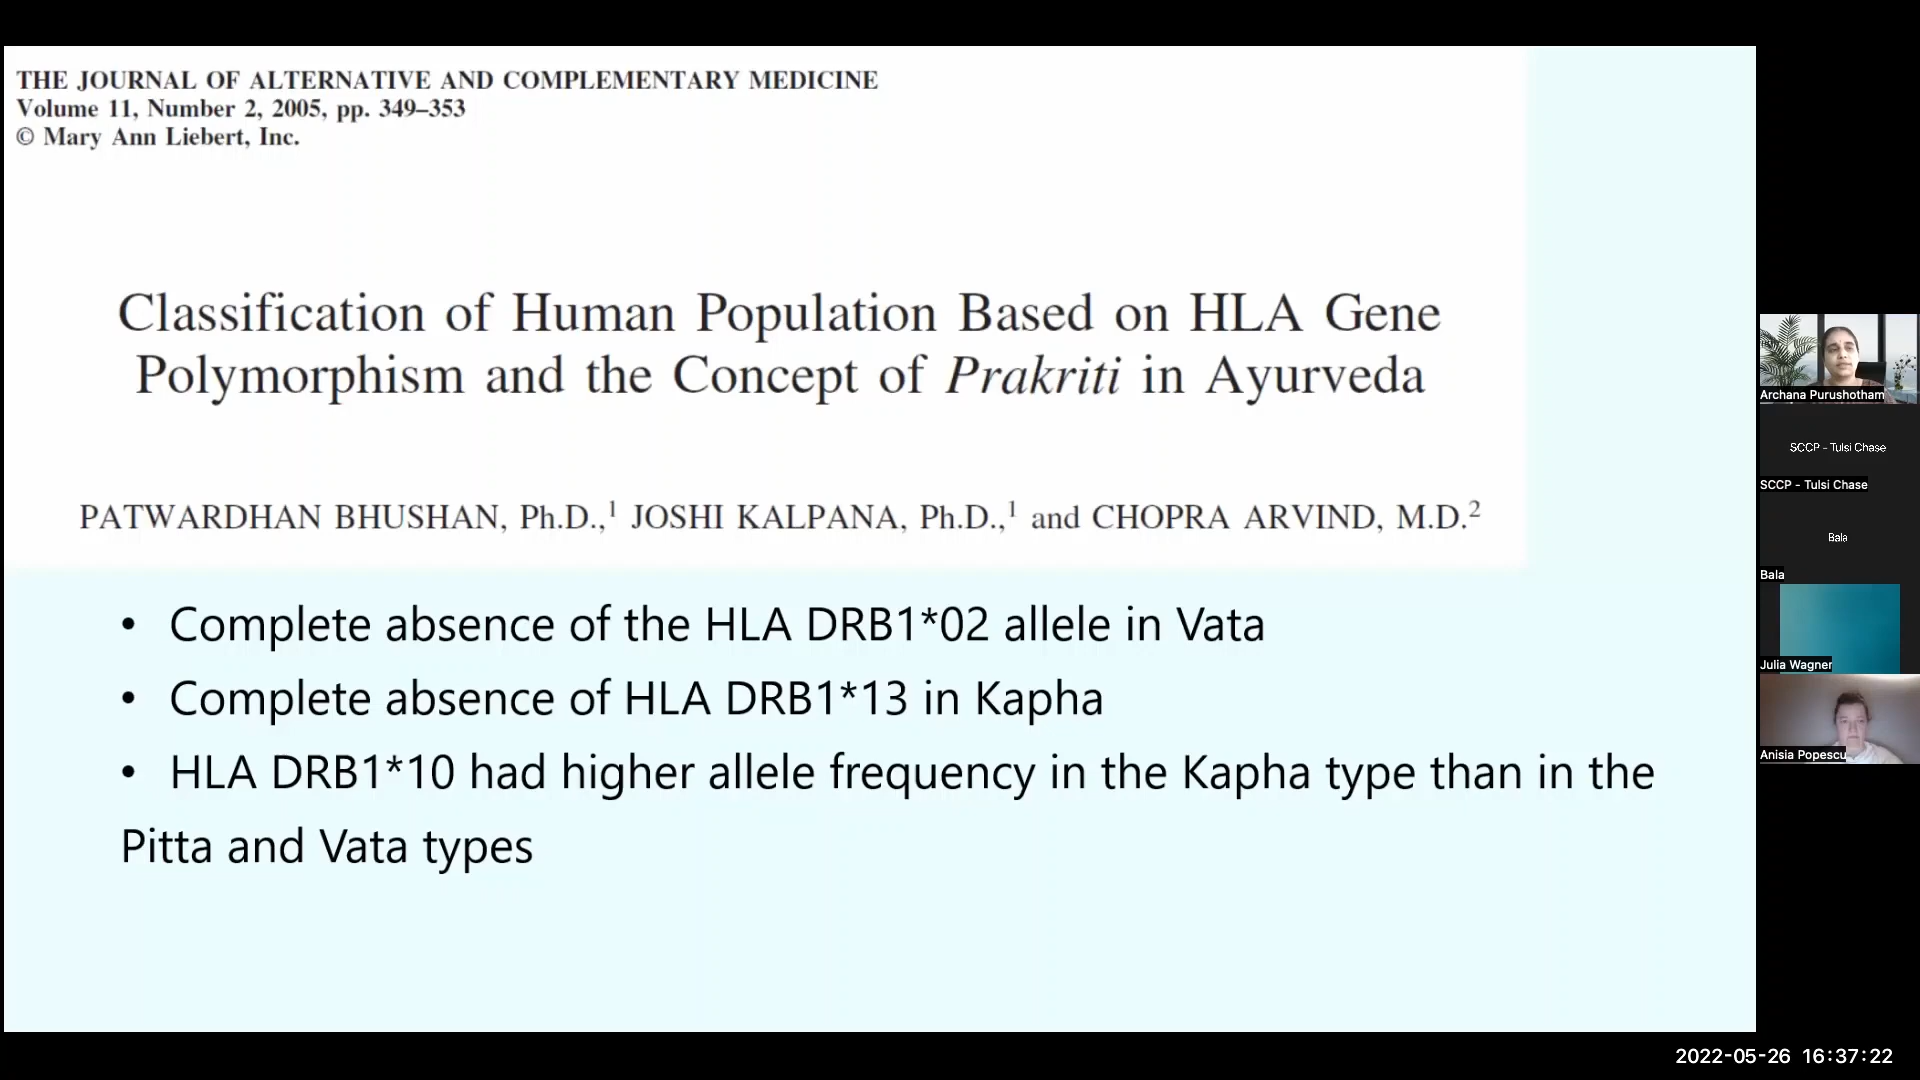 THE JOURNAL OF ALTERNATIVE AND COMPLEMENTARY MEDICINE
Volume 11, Number 2, 2005, pp. 349–353
© Mary Ann Liebert, Inc.
Classification of Human Population Based on HLA Gene
Polymorphism and the Concept of Prakriti in Ayurveda
PATWARDHAN BHUSHAN, Ph.D.,1 JOSHI KALPANA, Ph.D.,1 and CHOPRA ARVIND, M.D.2
• Complete absence of the HLA DRB1*02 allele in Vata
• Complete absence of HLA DRB1*13 in Kapha
• HLA DRB1*10 had higher allele frequency in the Kapha type than in the
Pitta and Vata types
Archana Purushotham
SCCP - Tulsi Chase
SCCP - Tulsi Chase
Bala
Bala
Julia Wagner
Anisia Popescu
2022-05-26 16:37:22